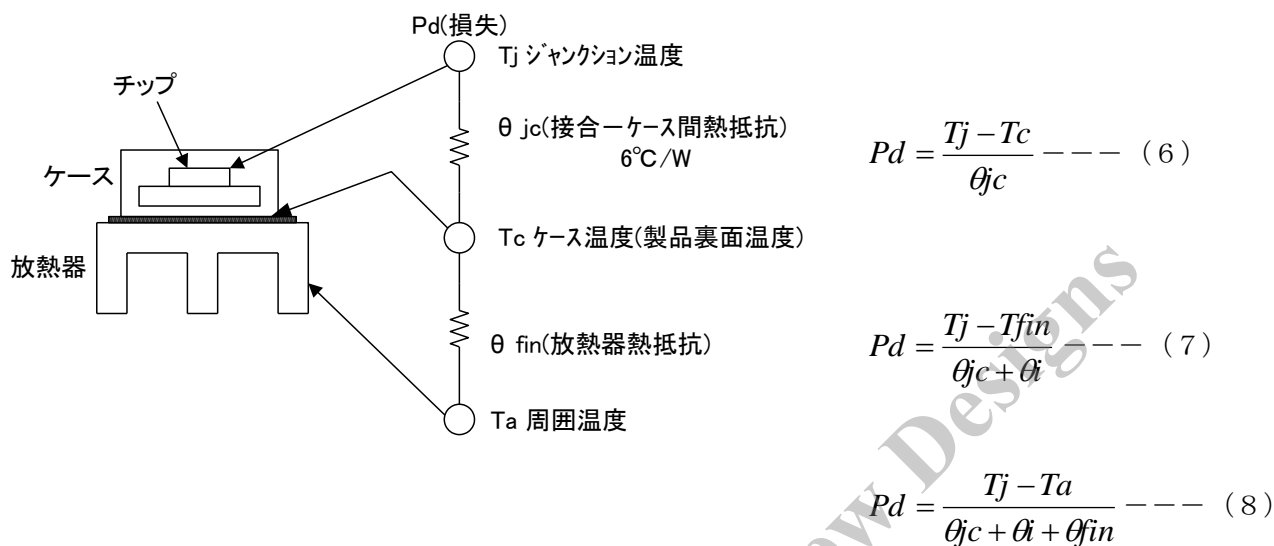 Pd(損失)
Tj ジャンクション温度
チップ
θ jc(接合ーケース間熱抵抗)
6℃/W
Pd = \frac{Tj - Tc}{θjc} −−− (6)
ケース
Tc ケース温度(製品裏面温度)
放熱器
θ fin(放熱器熱抵抗)
Pd = \frac{Tj - Tfin}{θjc + θi} −−− (7)
Ta 周囲温度
Pd = \frac{Tj - Ta}{θjc + θi + θfin} −−− (8)
Designs